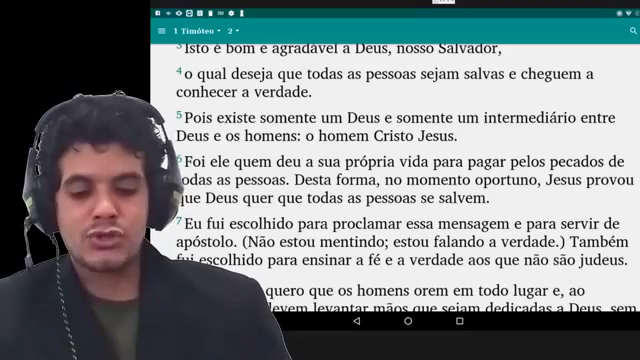 1 Timóteo 2
3 Isto é bom e agradável a Deus, nosso Salvador,
4 o qual deseja que todas as pessoas sejam salvas e cheguem a
conhecer a verdade.
5 Pois existe somente um Deus e somente um intermediário entre
Deus e os homens: o homem Cristo Jesus.
6 Foi ele quem deu a sua própria vida para pagar pelos pecados de
todas as pessoas. Desta forma, no momento oportuno, Jesus provou
que Deus quer que todas as pessoas se salvem.
7 Eu fui escolhido para proclamar essa mensagem e para servir de
apóstolo. (Não estou mentindo; estou falando a verdade.) Também
fui escolhido para ensinar a fé e a verdade aos que não são judeus.
quero que os homens orem em todo lugar e, ao
levantar mãos que sejam dedicadas a Deus, sem